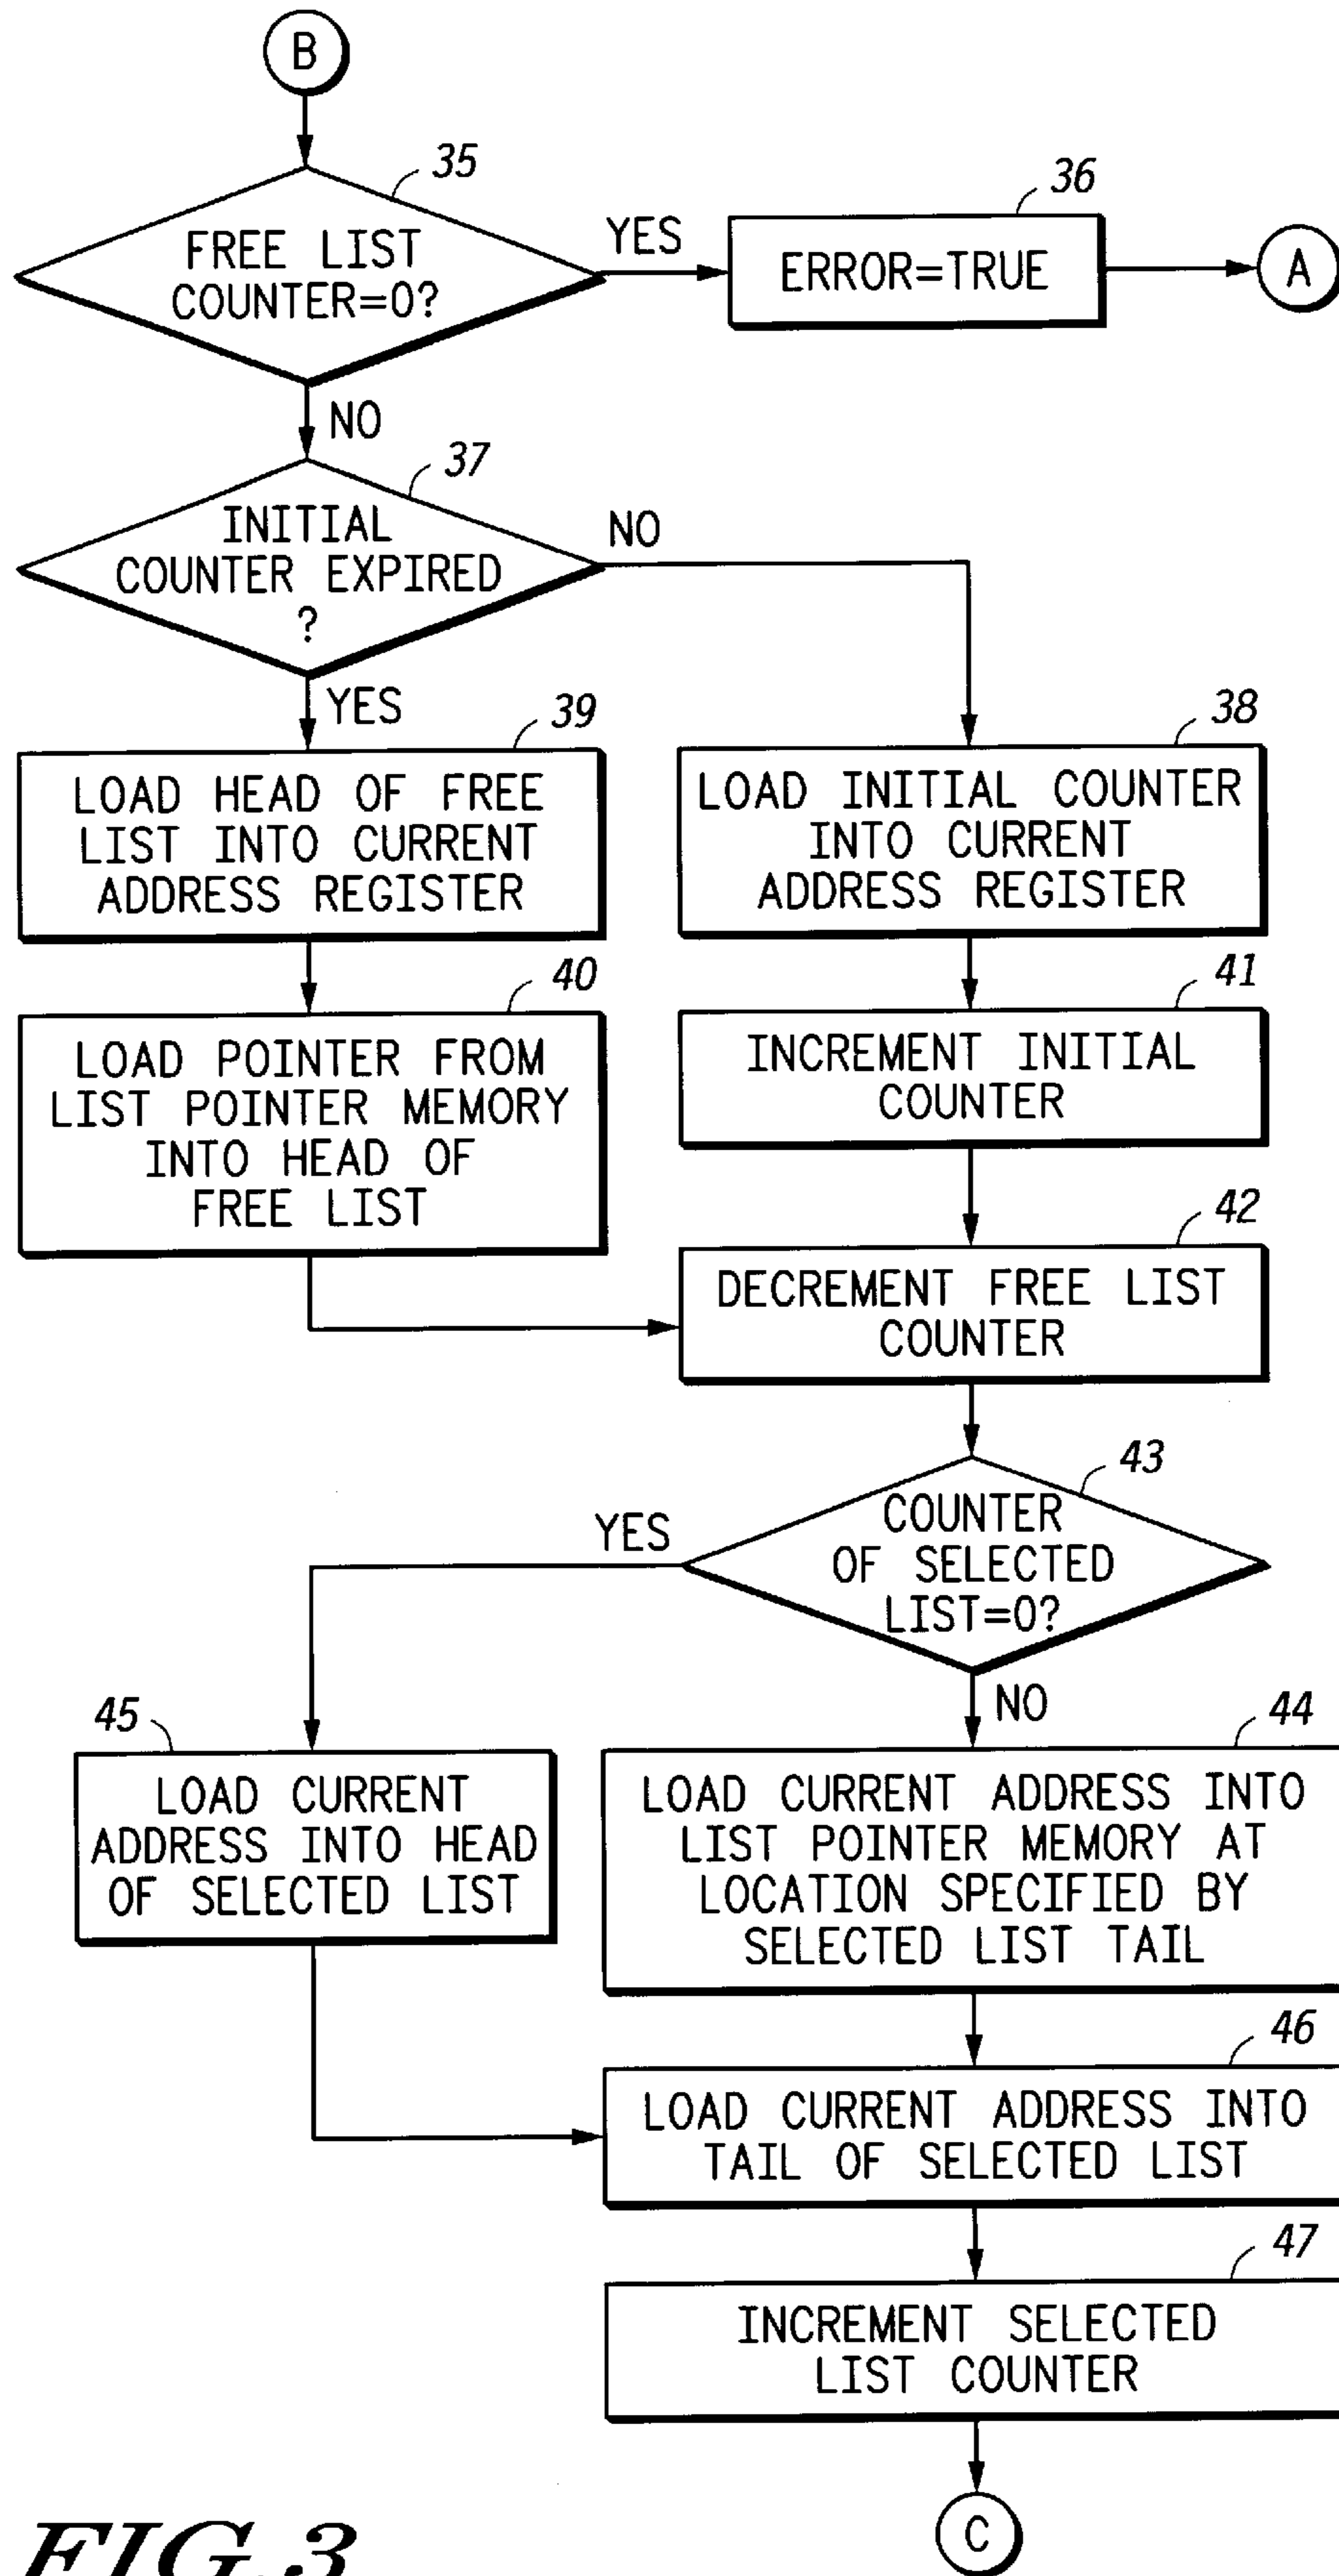 B
35
FREE LIST
COUNTER=0?
YES
36
ERROR=TRUE
A
NO
37
INITIAL
COUNTER EXPIRED
?
NO
YES
39
LOAD HEAD OF FREE
LIST INTO CURRENT
ADDRESS REGISTER
38
LOAD INITIAL COUNTER
INTO CURRENT
ADDRESS REGISTER
40
LOAD POINTER FROM
LIST POINTER MEMORY
INTO HEAD OF
FREE LIST
41
INCREMENT INITIAL
COUNTER
42
DECREMENT FREE LIST
COUNTER
43
COUNTER
OF SELECTED
LIST=0?
YES
NO
45
LOAD CURRENT
ADDRESS INTO HEAD
OF SELECTED LIST
44
LOAD CURRENT ADDRESS INTO
LIST POINTER MEMORY AT
LOCATION SPECIFIED BY
SELECTED LIST TAIL
46
LOAD CURRENT ADDRESS INTO
TAIL OF SELECTED LIST
47
INCREMENT SELECTED
LIST COUNTER
C
FIG.3